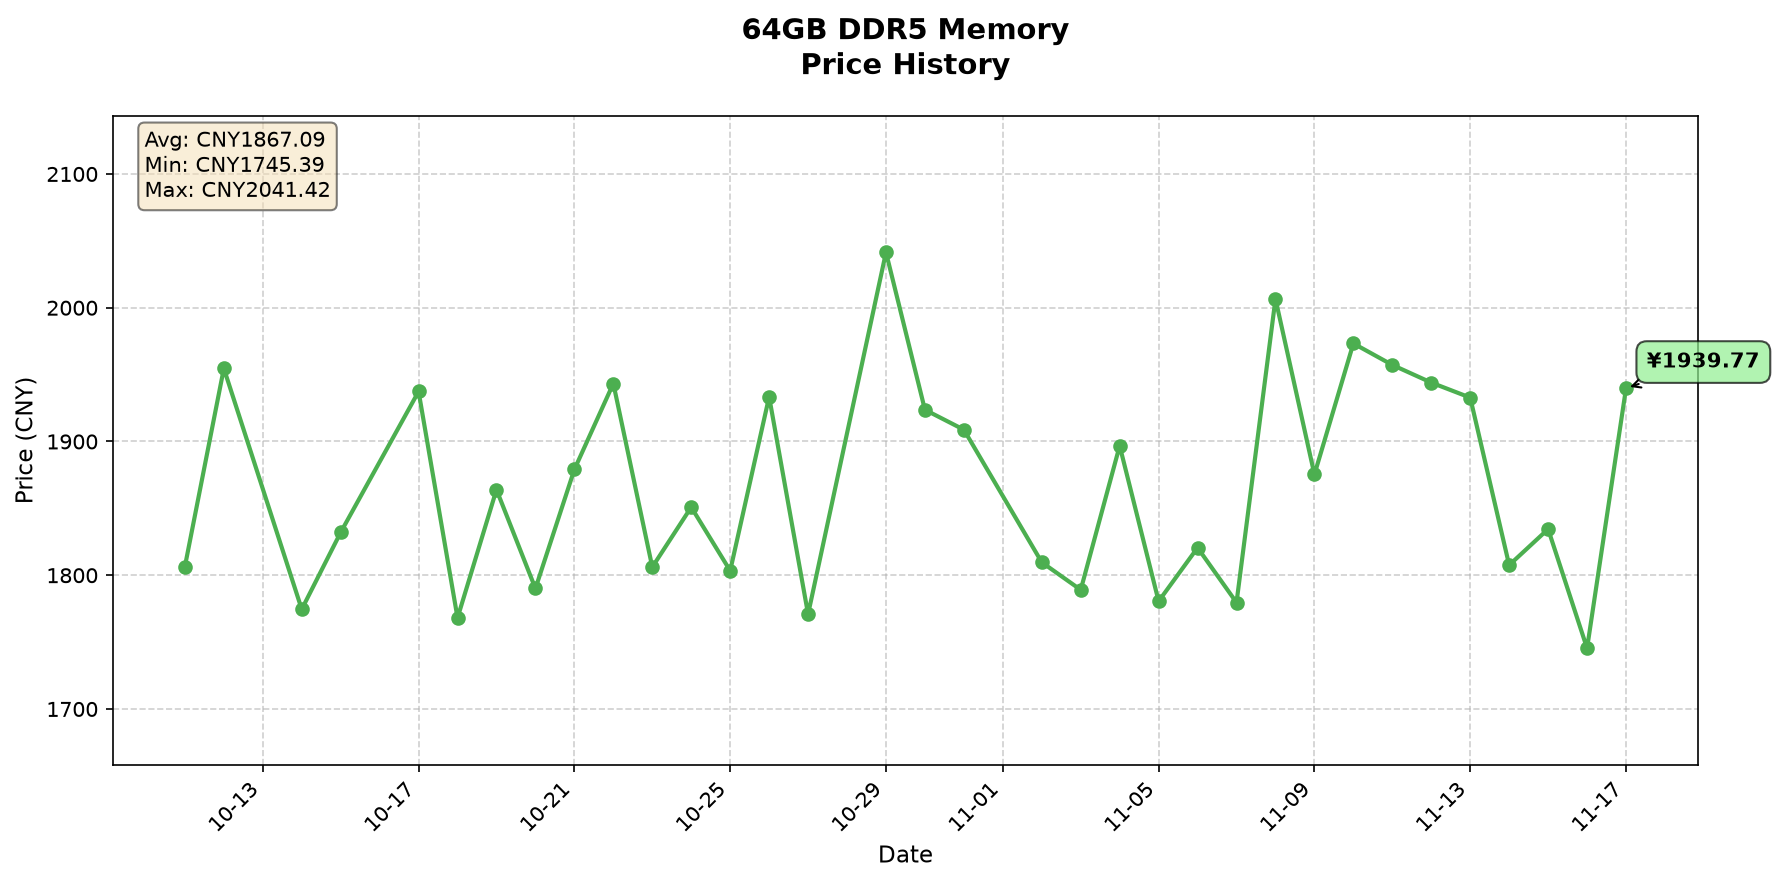 64GB DDR5 Memory
Price History
Avg: CNY1867.09
Min: CNY1745.39
Max: CNY2041.42
¥1939.77
Price (CNY)
2100
2000
1900
1800
1700
10-13
10-17
10-21
10-25
10-29
11-01
11-05
11-09
11-13
11-17
Date